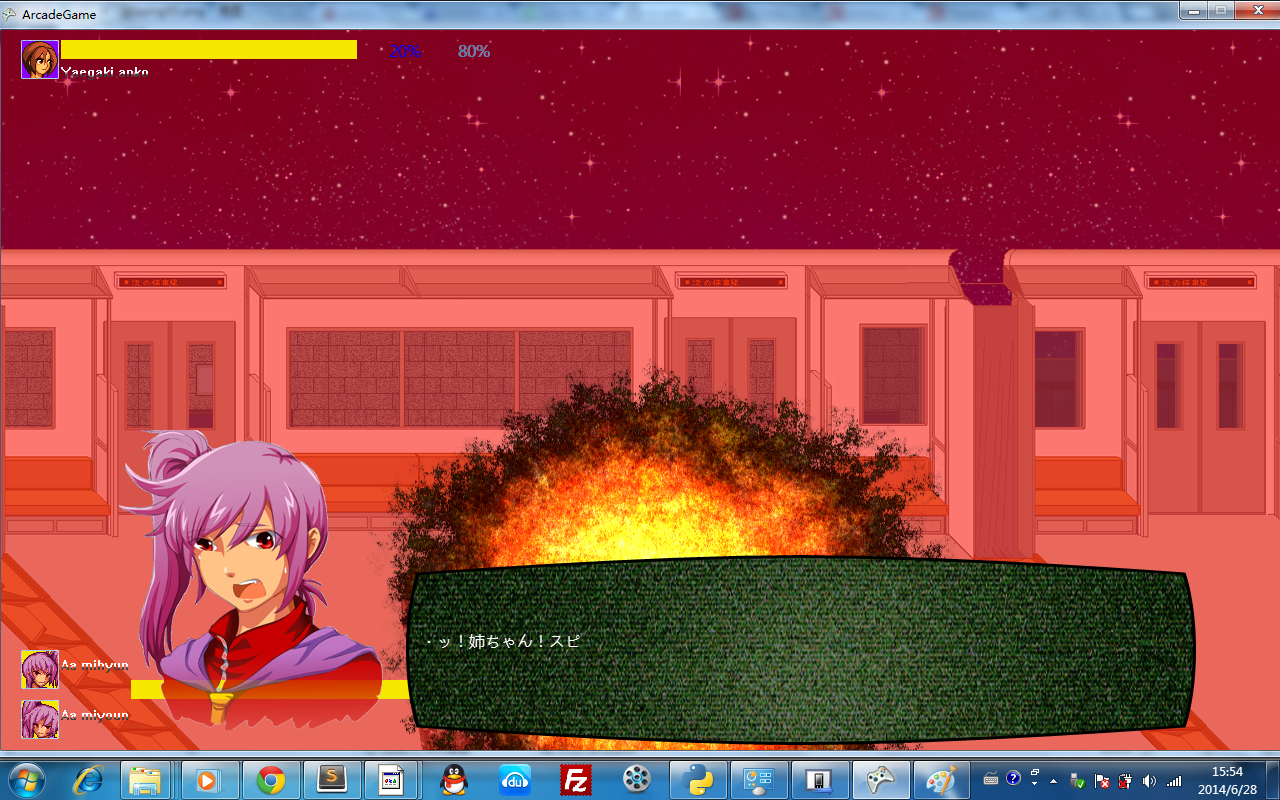 ArcadeGame
20%
80%
Yaegaki anko
・ッ！姉ちゃん！スピ
Aa mihyun
Aa miyoun
15:54
2014/6/28